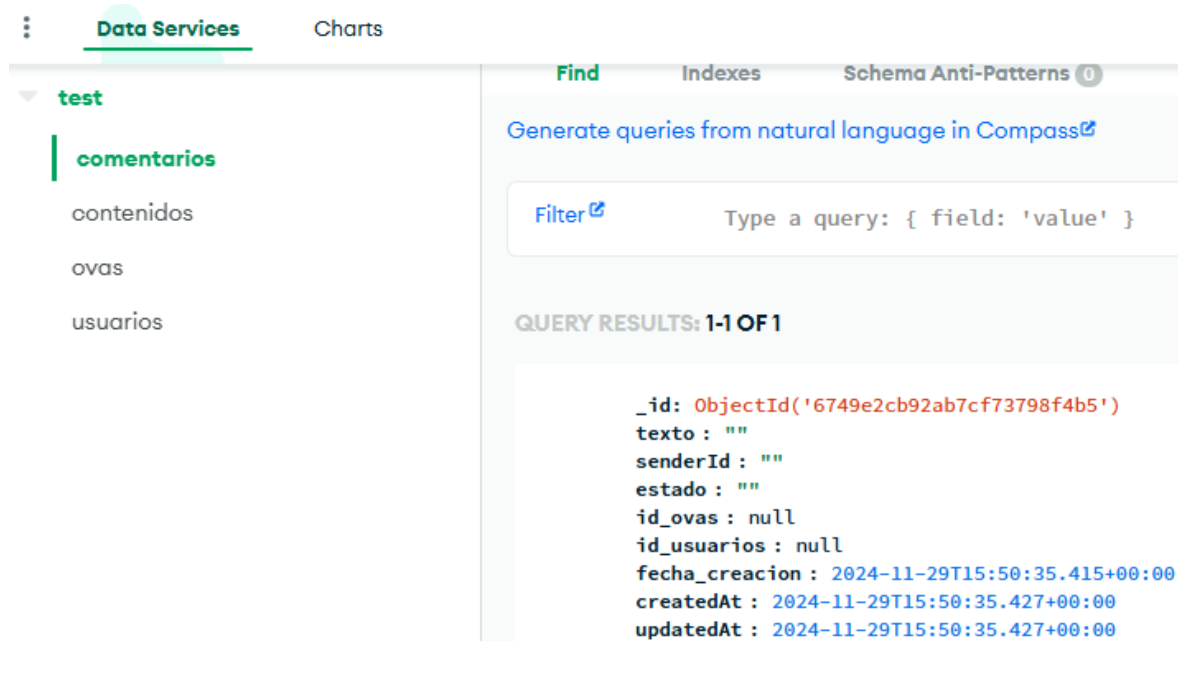 Data Services Charts
test
comentarios
contenidos
ovas
usuarios
Find Indexes Schema Anti-Patterns 0
Generate queries from natural language in Compass
Filter Type a query: { field: 'value' }
QUERY RESULTS: 1-1 OF 1
_id: ObjectId('6749e2cb92ab7cf73798f4b5')
texto : ""
senderId : ""
estado : ""
id_ovas : null
id_usuarios : null
fecha_creacion : 2024-11-29T15:50:35.415+00:00
createdAt : 2024-11-29T15:50:35.427+00:00
updatedAt : 2024-11-29T15:50:35.427+00:00